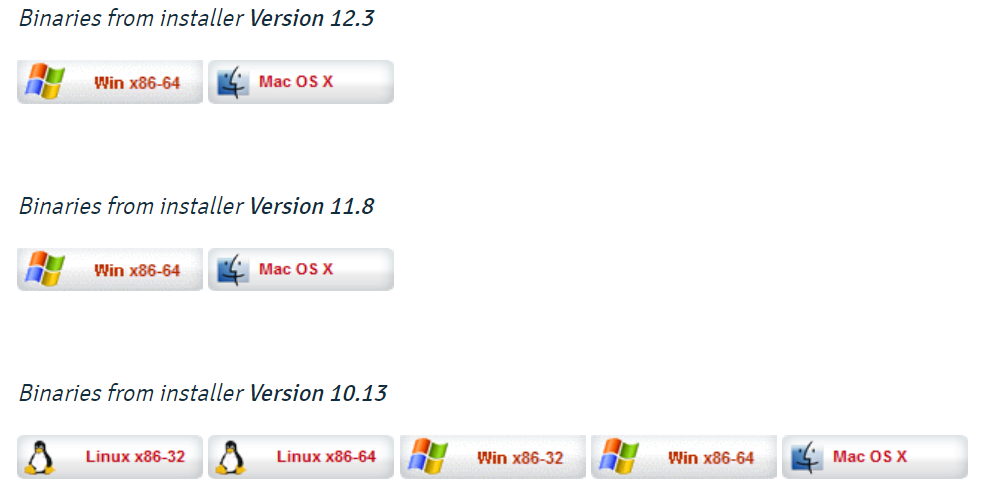 Binaries from installer Version 12.3
Win x86-64 Mac OS X
Binaries from installer Version 11.8
Win x86-64 Mac OS X
Binaries from installer Version 10.13
Linux x86-32 Linux x86-64 Win x86-32 Win x86-64 Mac OS X